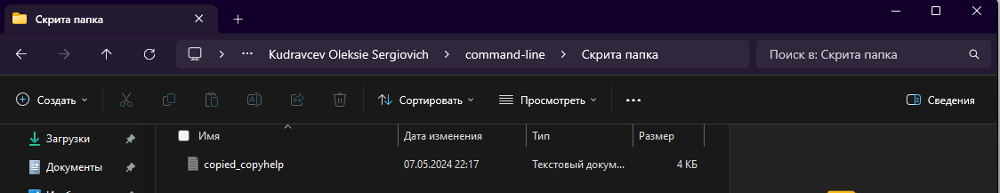 Скрита папка
Kudravcev Oleksie Sergiovich > command-line > Скрита папка
Поиск в: Скрита папка
Создать
Сортировать
Просмотреть
Сведения
Загрузки
Документы
Имя Дата изменения Тип Размер
copied_copyhelp 07.05.2024 22:17 Текстовый докум... 4 КБ